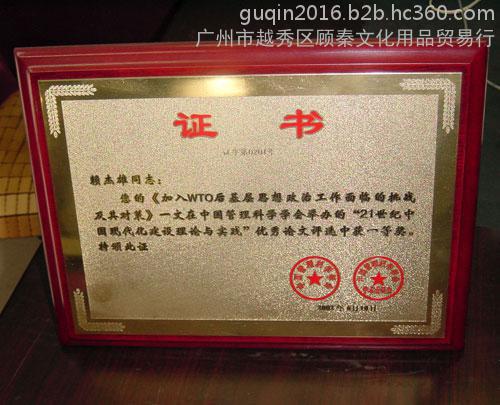 guqin2016.b2b.hc360.com
广州市越秀区顾秦文化用品贸易行
证 书
赖杰雄同志：
您的《加入WTO后基层思想政治工作面临的挑战
及其对策》一文在中国管理科学学会举办的“21世纪中
国现代化建设理论与实践”优秀论文评选中获一等奖。
特颁此证